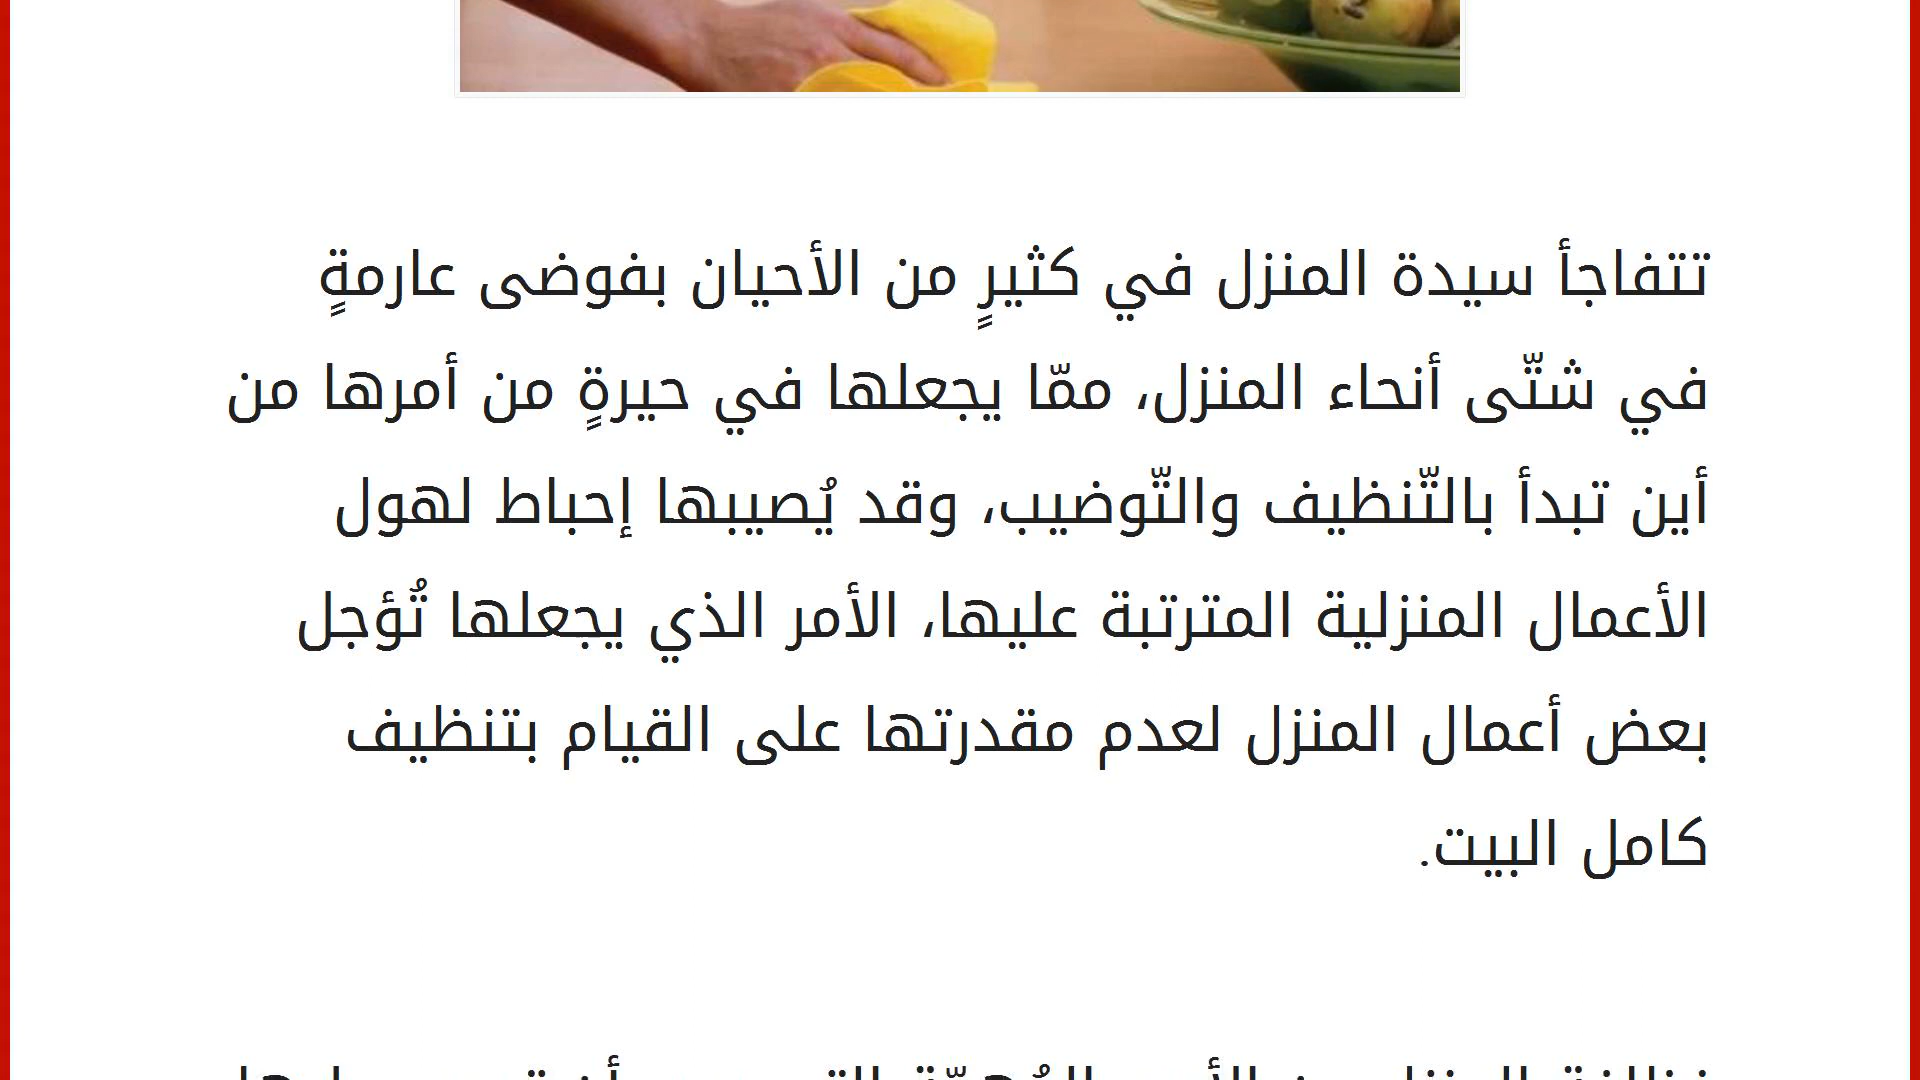 تتفاجأ سيدة المنزل في كثيرٍ من الأحيان بفوضى عارمةٍ
في شتّى أنحاء المنزل، ممّا يجعلها في حيرةٍ من أمرها من
أين تبدأ بالتّنظيف والتّوضيب، وقد يُصيبها إحباط لهول
الأعمال المنزلية المترتبة عليها، الأمر الذي يجعلها تُؤجل
بعض أعمال المنزل لعدم مقدرتها على القيام بتنظيف
كامل البيت.